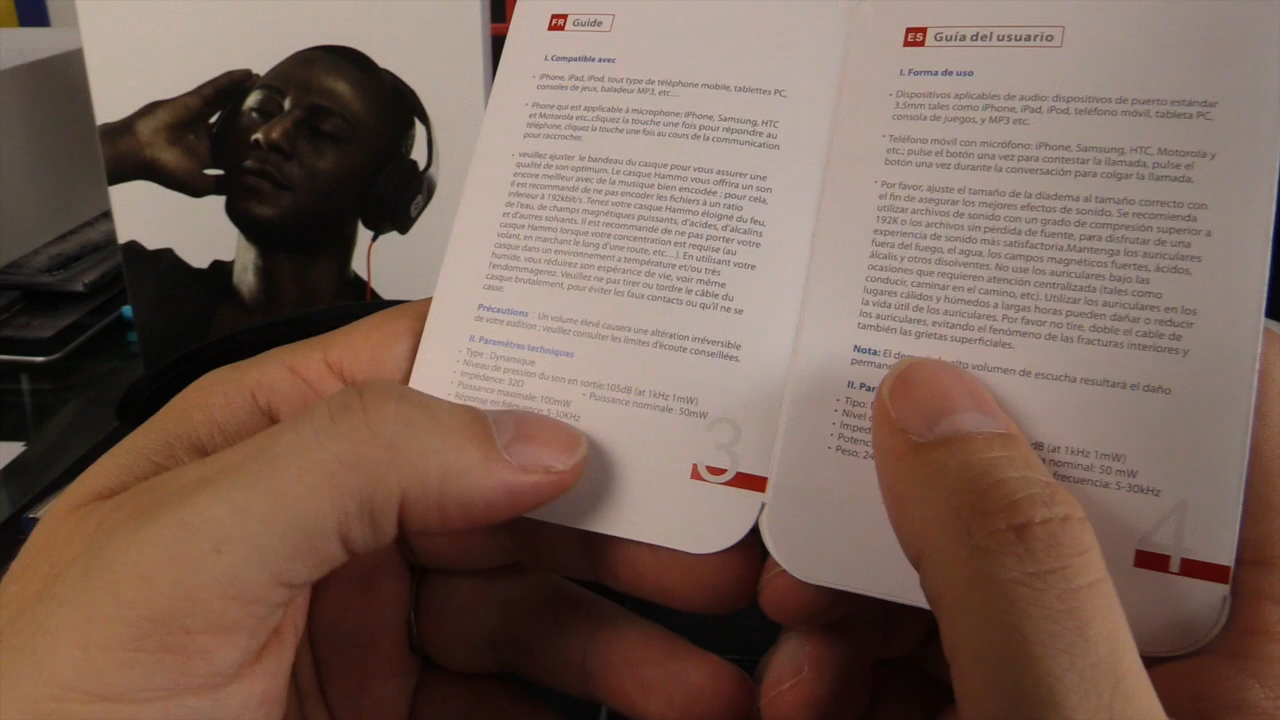 FR Guide
I. Compatible avec
• iPhone, iPad, iPod, tout type de téléphone mobile, tablettes PC,
consoles de jeux, baladeur MP3, etc...
• Phone qui est applicable à microphone: IPhone, Samsung, HTC
et Motorola etc..cliquez la touche une fois pour répondre au
téléphone, cliquez la touche une fois au cours de la communication
pour raccrocher.
• veuillez ajuster le bandeau du casque pour vous assurer une
qualité de son optimum. Le casque Hammo vous offrira un son
encore meilleur avec de la musique bien encodée ; pour cela,
il est recommandé de ne pas encoder les fichiers à un ratio
inferieur à 192kbit/s .Tenez votre casque Hammo éloigné du feu,
de l'eau, de champs magnétiques puissants, d'acides, d'alcalins
et d'autres solvants. Il est recommandé de ne pas porter votre
casque Hammo lorsque votre concentration est requise (au
volant, en marchant le long d'une route, etc...). En utilisant votre
casque dans un environnement a température et/ou très
humide, vous réduirez son espérance de vie, voir même
l'endommagerez. Veuillez ne pas tirer ou tordre le câble du
casque brutalement, pour éviter les faux contacts ou qu'il ne se
casse.
Précautions : Un volume élevé causera une altération irréversible
de votre audition ; veuillez consulter les limites d'écoute conseillées.
II. Paramètres techniques
• Type : Dynamique
• Niveau de pression du son en sortie:105dB (at 1kHz 1mW)
• Impédance: 32Ω • Puissance nominale : 50mW
• Puissance maximale: 100mW
• Réponse en fréquence: 5-30KHz
3
ES Guía del usuario
I. Forma de uso
• Dispositivos aplicables de audio: dispositivos de puerto estándar
3.5mm tales como iPhone, iPad, iPod, teléfono móvil, tableta PC,
consola de juegos, y MP3 etc.
• Teléfono móvil con micrófono: iPhone, Samsung, HTC, Motorola y
etc.; pulse el botón una vez para contestar la llamada, pulse el
botón una vez durante la conversación para colgar la llamada.
• Por favor, ajuste el tamaño de la diadema al tamaño correcto con
el fin de asegurar los mejores efectos de sonido. Se recomienda
utilizar archivos de sonido con un grado de compresión superior a
192K o los archivos sin pérdida de fuente, para disfrutar de una
experiencia de sonido más satisfactoria.Mantenga los auriculares
fuera del fuego, el agua, los campos magnéticos fuertes, ácidos,
álcalis y otros disolventes. No use los auriculares bajo las
ocasiones que requieren atención centralizada (tales como
conducir, caminar en el camino, etc). Utilizar los auriculares en los
lugares cálidos y húmedos a largas horas pueden dañar o reducir
la vida útil de los auriculares. Por favor no tire, doble el cable de
los auriculares, evitando el fenómeno de las fracturas interiores y
también las grietas superficiales.
Nota: El alto volumen de escucha resultará el daño
II.
• Tipo:
• Nivel dB (at 1kHz 1mW)
• nominal: 50 mW
• frecuencia: 5-30kHz
• Peso:
4